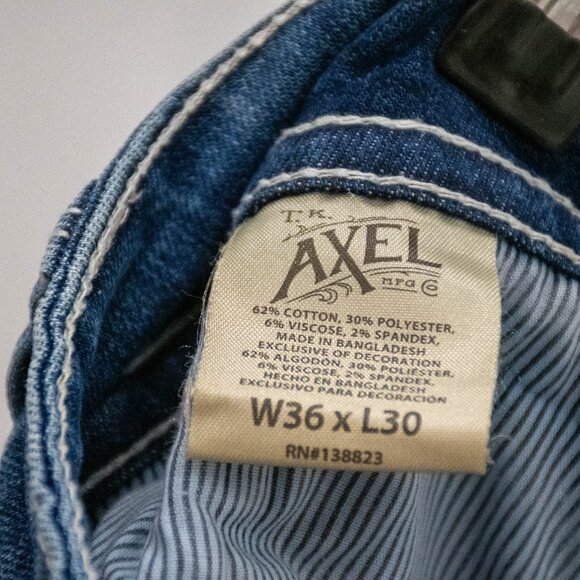 T.K.
AXEL
MFG Co
62% COTTON, 30% POLYESTER,
6% VISCOSE, 2% SPANDEX,
MADE IN BANGLADESH
EXCLUSIVE OF DECORATION
62% ALGODÓN, 30% POLIÉSTER,
6% VISCOSE, 2% SPANDEX.
HECHO EN BANGLADESH
EXCLUSIVO PARA DECORACIÓN
W36 x L30
RN#138823